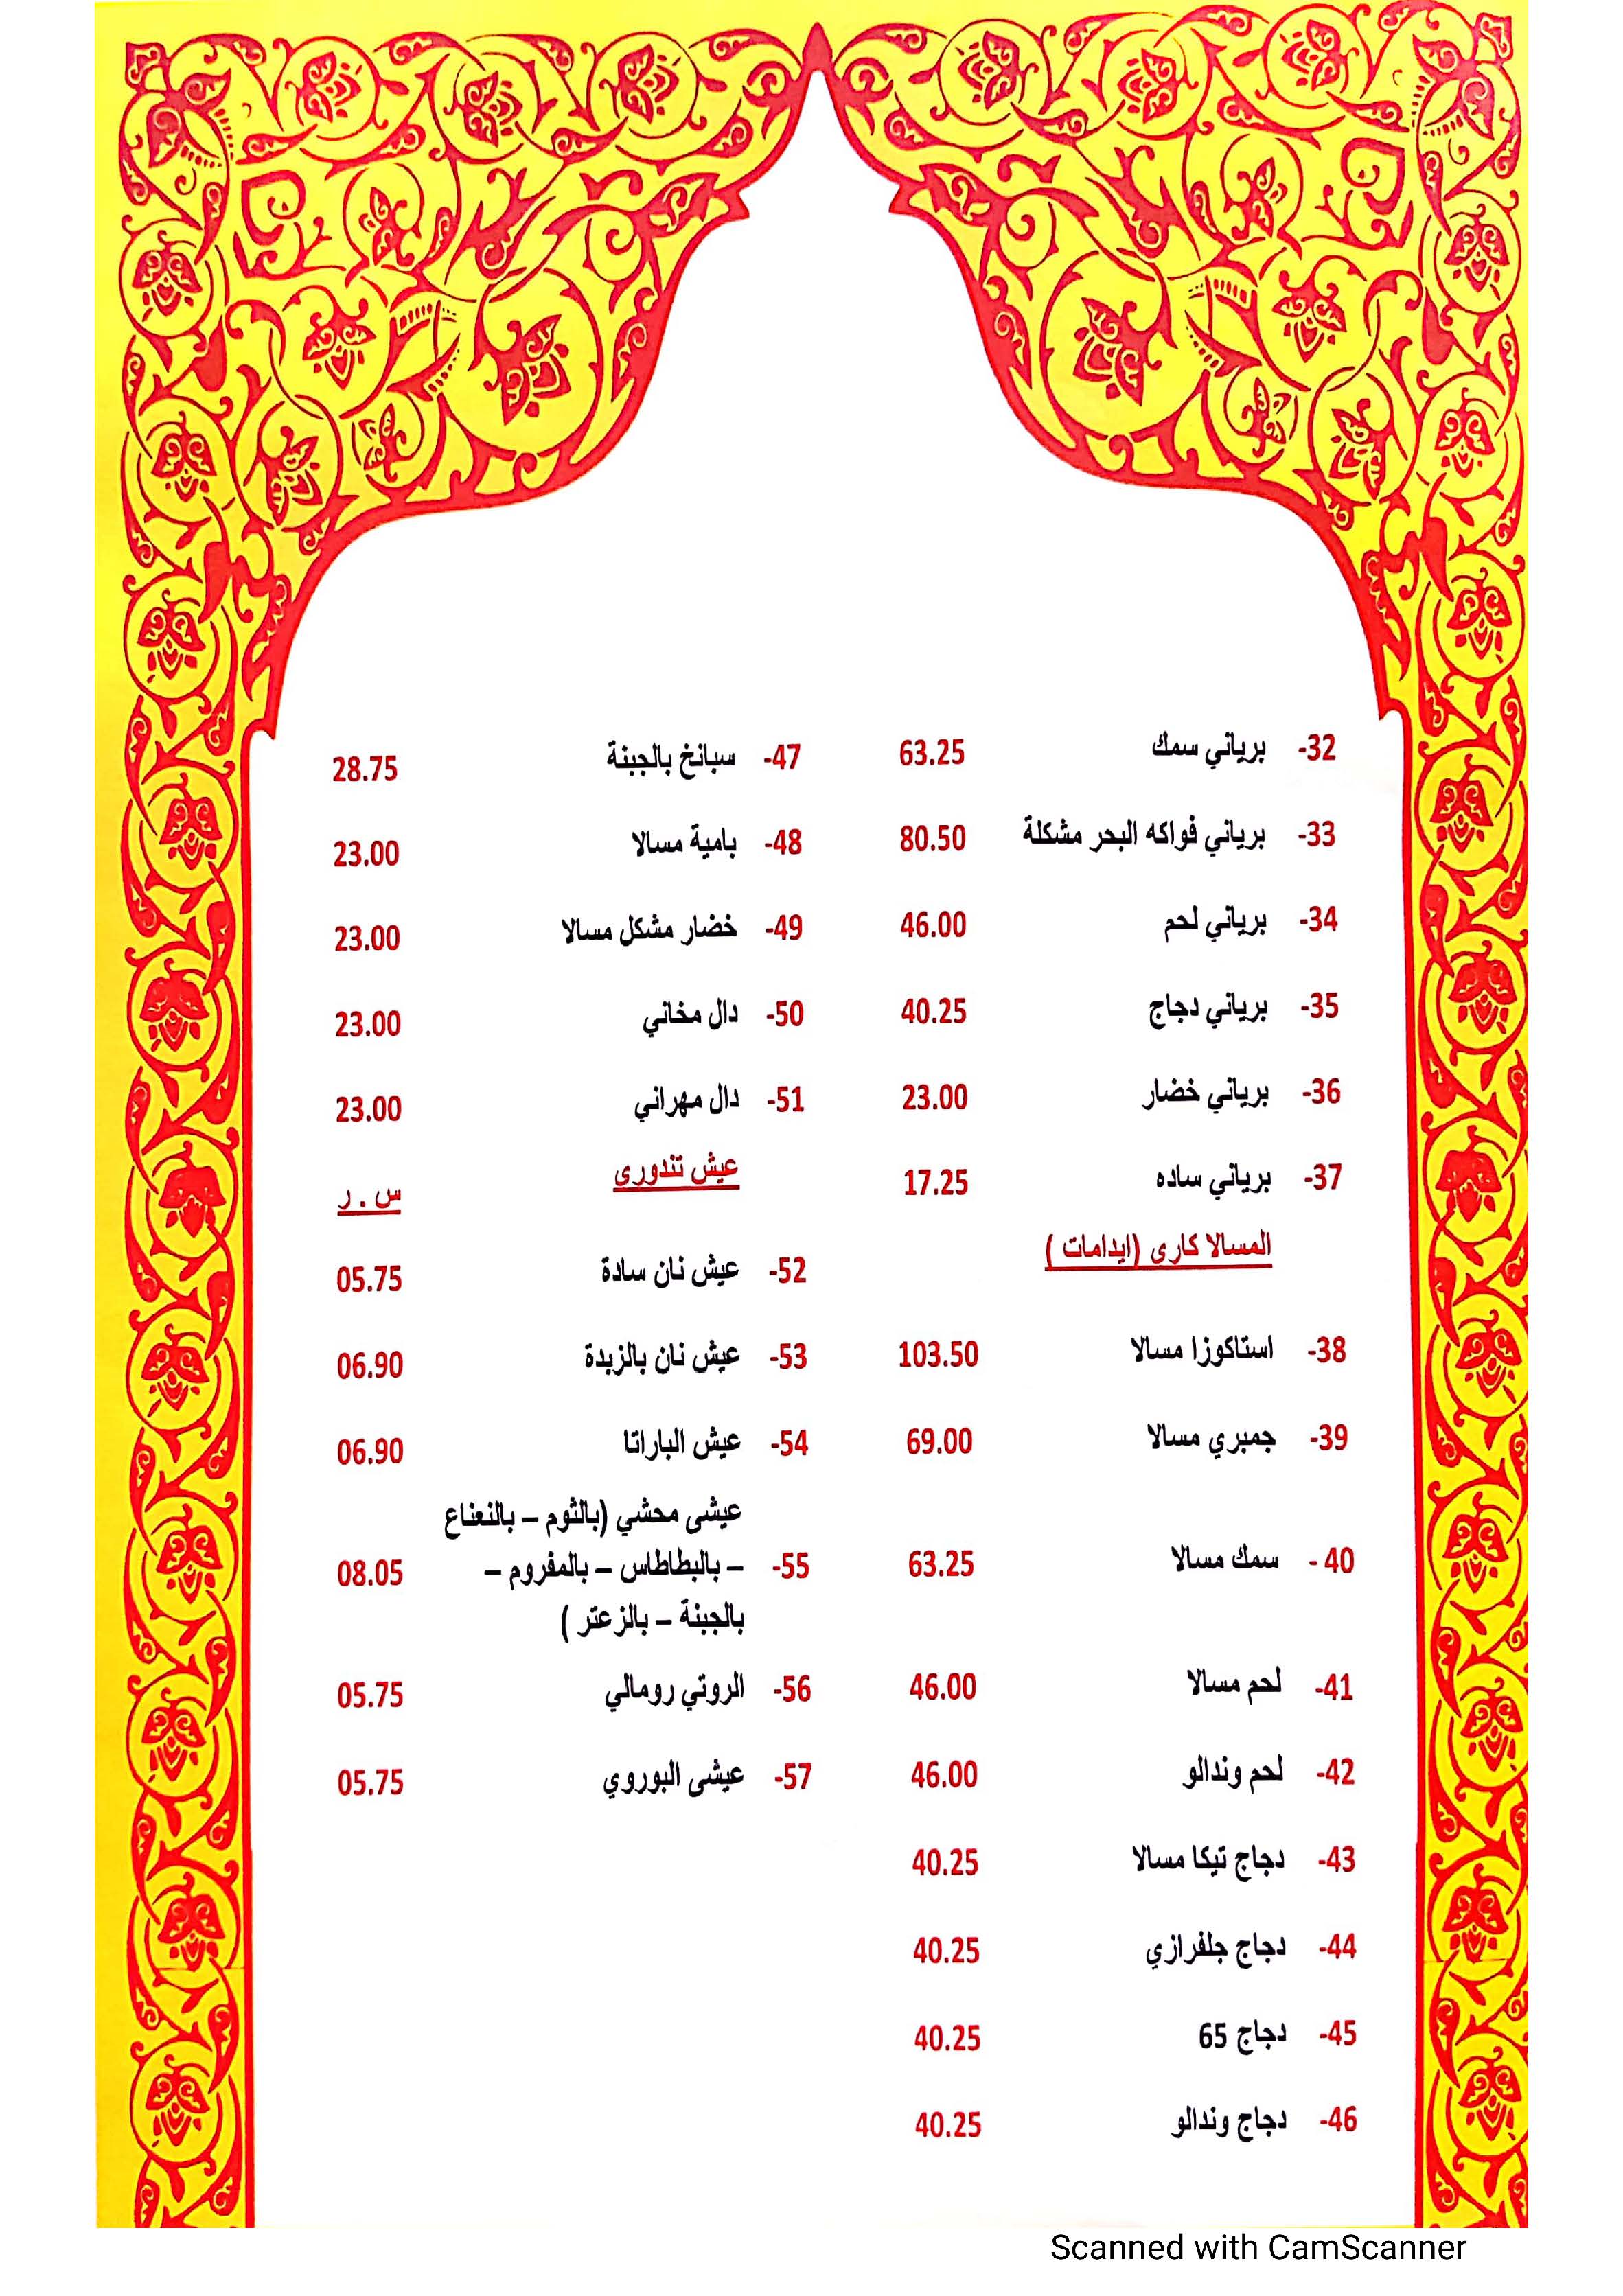 32- برياني سمك 63.25
33- برياني فواكه البحر مشكلة 80.50
34- برياني لحم 46.00
35- برياني دجاج 40.25
36- برياني خضار 23.00
37- برياني ساده 17.25
المسالا كارى (ايدامات )
38- استاكوزا مسالا 103.50
39- جمبري مسالا 69.00
40 - سمك مسالا 63.25
41- لحم مسالا 46.00
42- لحم وندالو 46.00
43- دجاج تيكا مسالا 40.25
44- دجاج جلفرازي 40.25
45- دجاج 65 40.25
46- دجاج وندالو 40.25
47- سبانخ بالجبنة 28.75
48- بامية مسالا 23.00
49- خضار مشكل مسالا 23.00
50- دال مخاني 23.00
51- دال مهراني 23.00
عيش تندورى
س . ر
52- عيش نان سادة 05.75
53- عيش نان بالزبدة 06.90
54- عيش الباراتا 06.90
عيشى محشي (بالثوم – بالنعناع
55- – بالبطاطاس – بالمفروم – 08.05
بالجبنة – بالزعتر )
56- الروتي رومالي 05.75
57- عيشى البوروي 05.75
Scanned with CamScanner